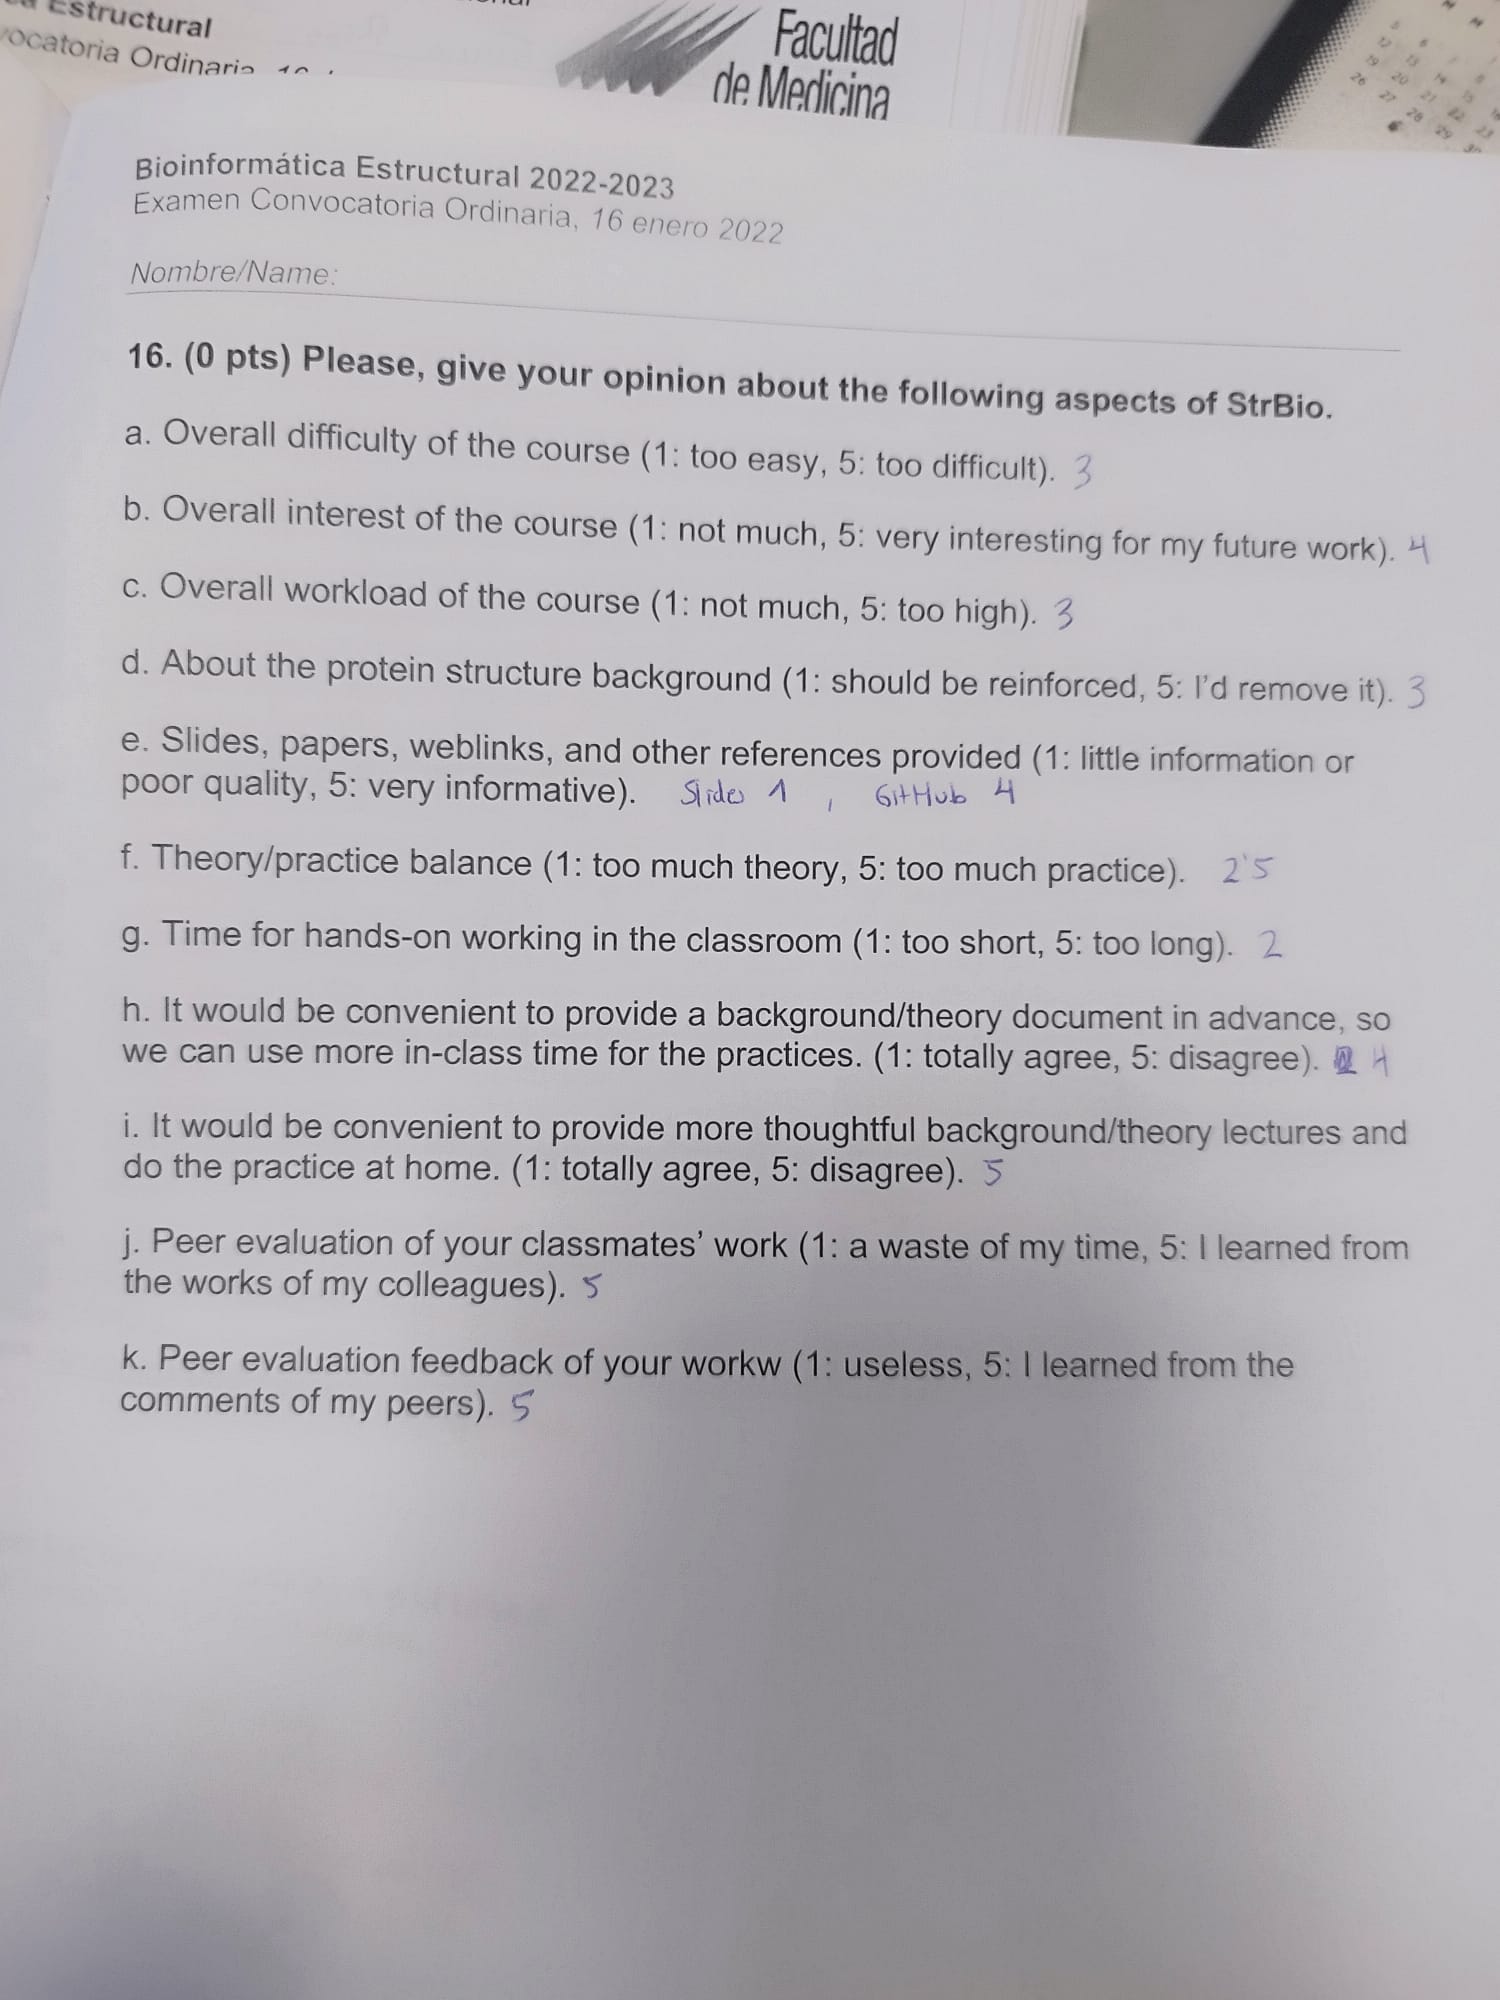 Estructural
Ordinaria
Facultad
de Medicina
Bioinformática Estructural 2022-2023
Examen Convocatoria Ordinaria, 16 enero 2022
Nombre/Name:
16. (0 pts) Please, give your opinion about the following aspects of StrBio.
a. Overall difficulty of the course (1: too easy, 5: too difficult). 3
b. Overall interest of the course (1: not much, 5: very interesting for my future work). 4
c. Overall workload of the course (1: not much, 5: too high). 3
d. About the protein structure background (1: should be reinforced, 5: I'd remove it). 3
e. Slides, papers, weblinks, and other references provided (1: little information or
poor quality, 5: very informative). Slides 1 , GitHub 4
f. Theory/practice balance (1: too much theory, 5: too much practice). 2'5
g. Time for hands-on working in the classroom (1: too short, 5: too long). 2
h. It would be convenient to provide a background/theory document in advance, so
we can use more in-class time for the practices. (1: totally agree, 5: disagree). 4
i. It would be convenient to provide more thoughtful background/theory lectures and
do the practice at home. (1: totally agree, 5: disagree). 5
j. Peer evaluation of your classmates' work (1: a waste of my time, 5: I learned from
the works of my colleagues). 5
k. Peer evaluation feedback of your workw (1: useless, 5: I learned from the
comments of my peers). 5